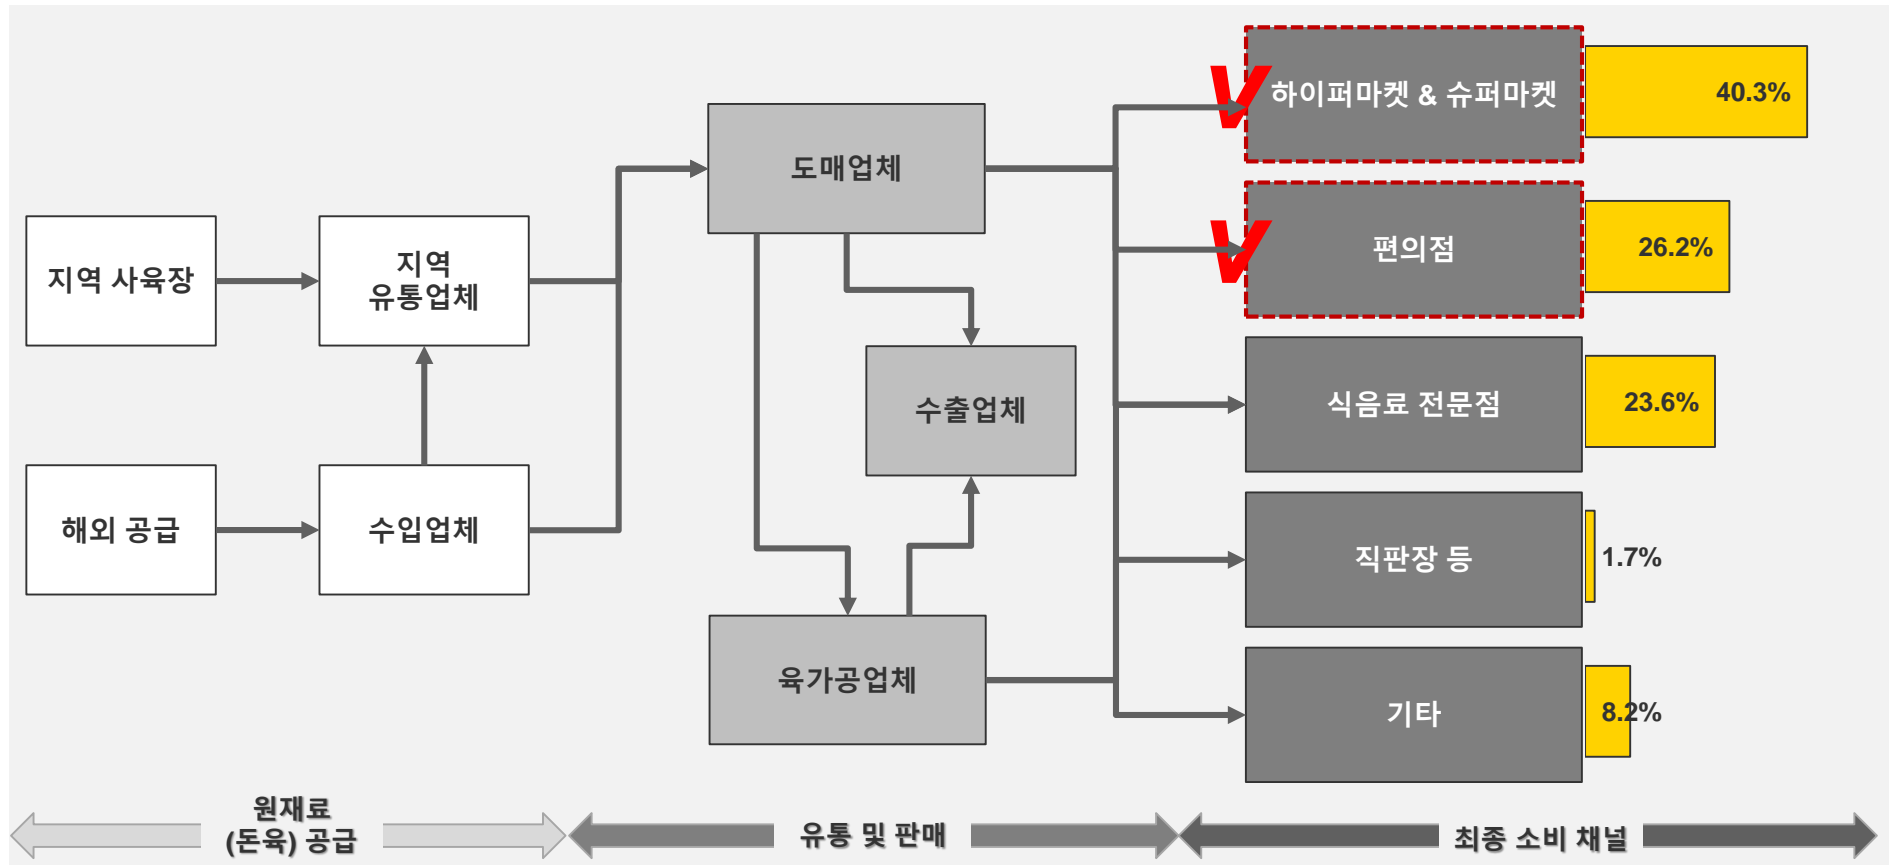 지역 사육장
해외 공급
지역
유통업체
수입업체
도매업체
수출업체
육가공업체
하이퍼마켓 & 슈퍼마켓
40.3%
편의점
26.2%
식음료 전문점
23.6%
직판장 등
1.7%
기타
8.2%
원재료
(돈육) 공급
유통 및 판매
최종 소비 채널